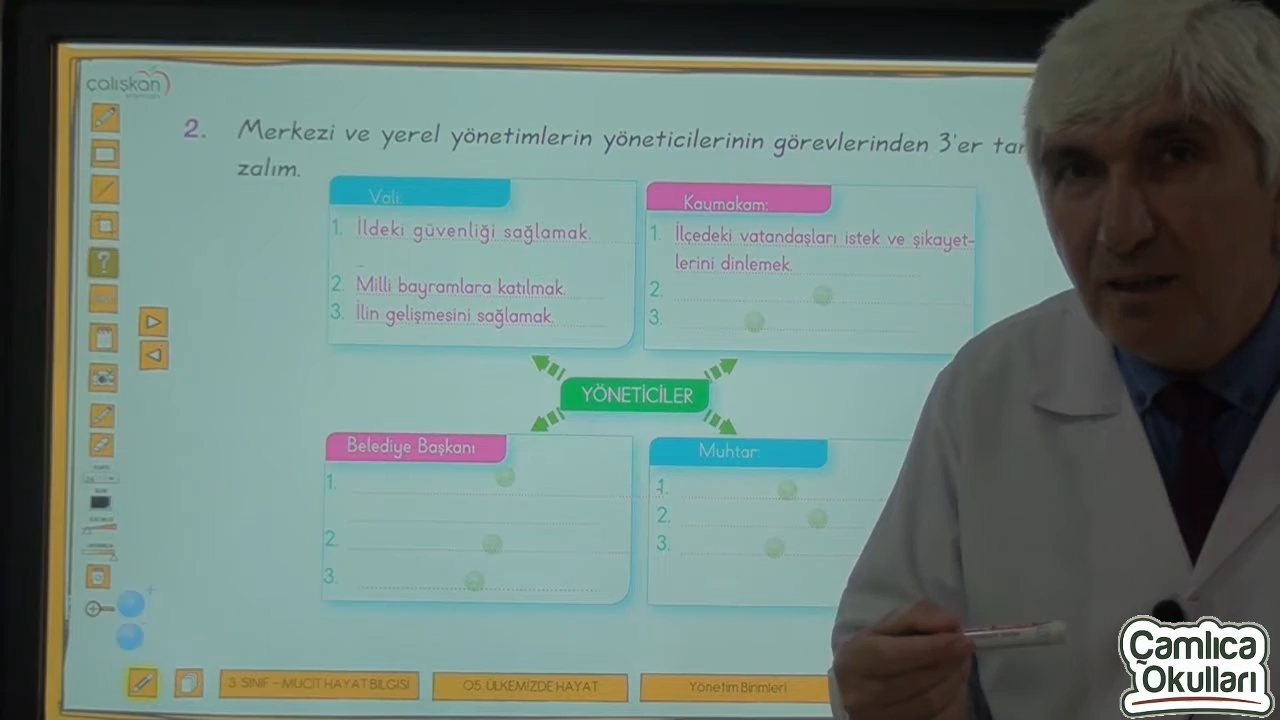 çalışkan
2. Merkezi ve yerel yönetimlerin yöneticilerinin görevlerinden 3'er tar
zalım.
Vali:
1. İldeki güvenliği sağlamak.
2. Milli bayramlara katılmak.
3. İlin gelişmesini sağlamak.
Kaymakam:
1. İlçedeki vatandaşları istek ve şikayet-
lerini dinlemek.
2.
3.
YÖNETİCİLER
Belediye Başkanı
1.
2.
3.
Muhtar:
1.
2.
3.
3. SINIF - MUCİT HAYAT BİLGİSİ
05. ÜLKEMİZDE HAYAT
Yönetim Birimleri
Çamlıca
Okulları